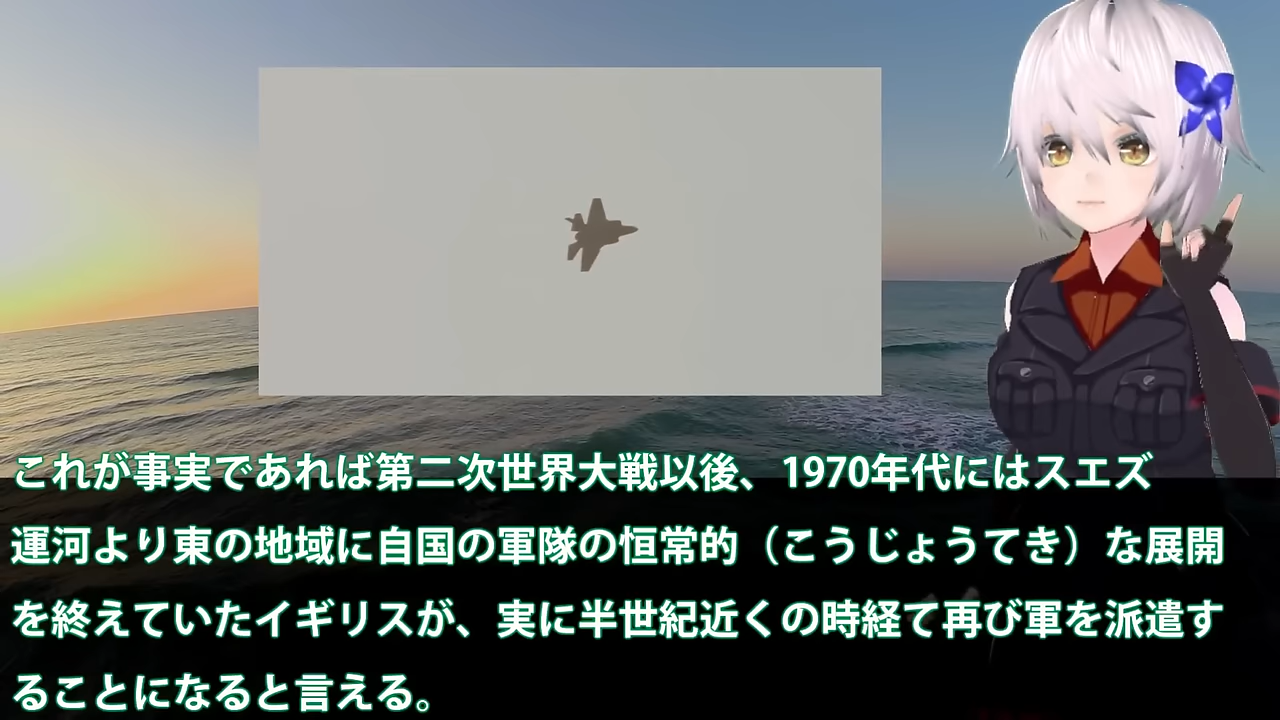 これが事実であれば第二次世界大戦以後、1970年代にはスエズ
運河より東の地域に自国の軍隊の恒常的（こうじょうてき）な展開
を終えていたイギリスが、実に半世紀近くの時経て再び軍を派遣す
ることになると言える。